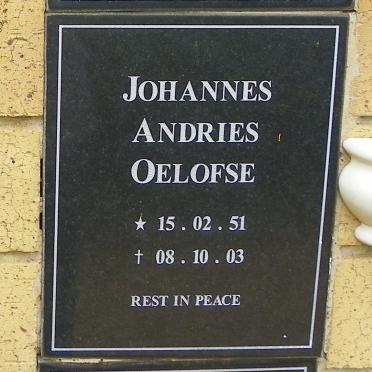 JOHANNES
ANDRIES
OELOFSE
★ 15 . 02 . 51
† 08 . 10 . 03
REST IN PEACE